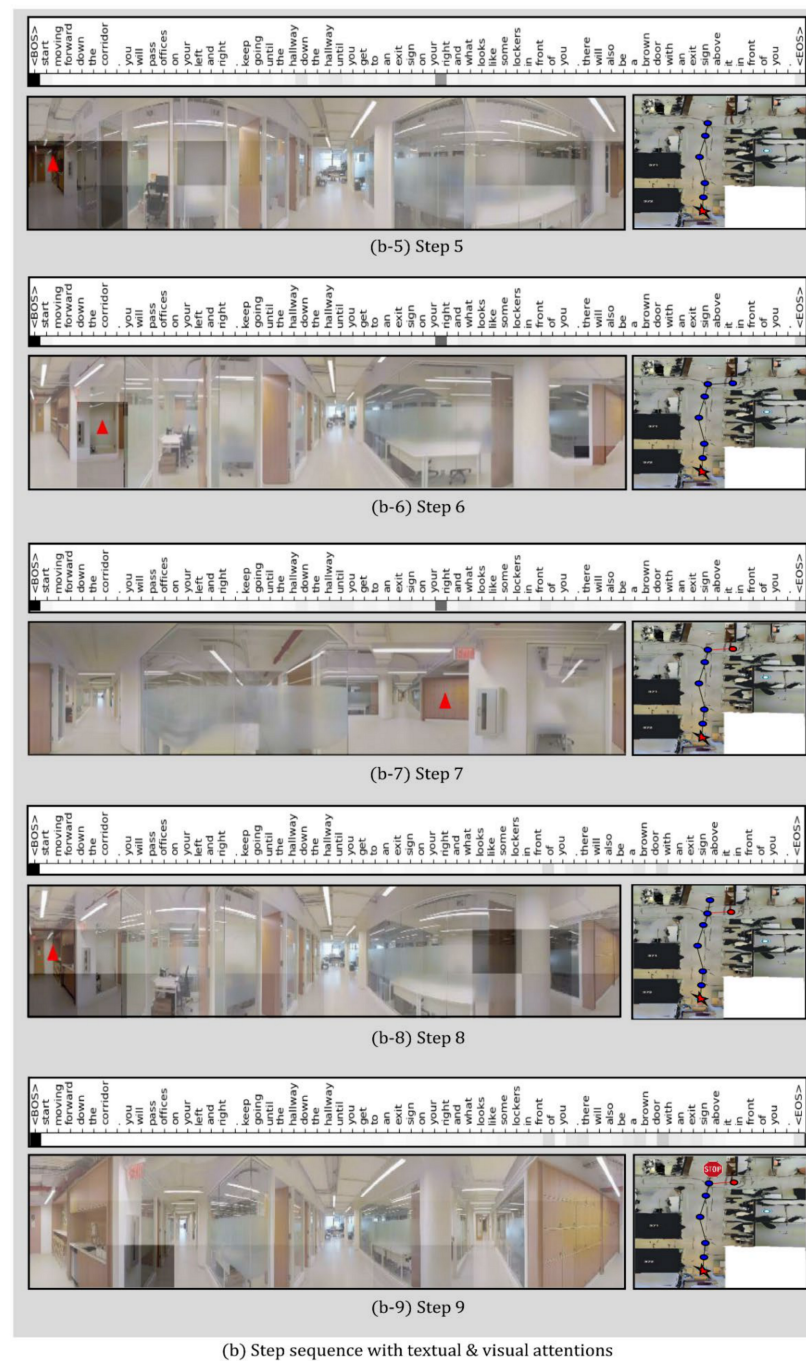 <BOS> start moving forward down the corridor . you will pass offices on your left and right . keep going until the hallway down the hallway until you get to an exit sign on your right and what looks like some lockers in front of you . there will also be a brown door with an exit sign above it in front of you . <EOS>
(b-5) Step 5
<BOS> start moving forward down the corridor . you will pass offices on your left and right . keep going until the hallway down the hallway until you get to an exit sign on your right and what looks like some lockers in front of you . there will also be a brown door with an exit sign above it in front of you . <EOS>
(b-6) Step 6
<BOS> start moving forward down the corridor . you will pass offices on your left and right . keep going until the hallway down the hallway until you get to an exit sign on your right and what looks like some lockers in front of you . there will also be a brown door with an exit sign above it in front of you . <EOS>
(b-7) Step 7
<BOS> start moving forward down the corridor . you will pass offices on your left and right . keep going until the hallway down the hallway until you get to an exit sign on your right and what looks like some lockers in front of you . there will also be a brown door with an exit sign above it in front of you . <EOS>
(b-8) Step 8
<BOS> start moving forward down the corridor . you will pass offices on your left and right . keep going until the hallway down the hallway until you get to an exit sign on your right and what looks like some lockers in front of you . there will also be a brown door with an exit sign above it in front of you . <EOS>
STOP
(b-9) Step 9
(b) Step sequence with textual & visual attentions